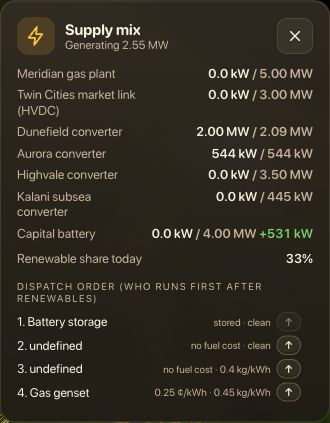 Supply mix
Generating 2.55 MW
Meridian gas plant 0.0 kW / 5.00 MW
Twin Cities market link 0.0 kW / 3.00 MW
(HVDC)
Dunefield converter 2.00 MW / 2.09 MW
Aurora converter 544 kW / 544 kW
Highvale converter 0.0 kW / 3.50 MW
Kalani subsea 0.0 kW / 445 kW
converter
Capital battery 0.0 kW / 4.00 MW +531 kW
Renewable share today 33%
DISPATCH ORDER (WHO RUNS FIRST AFTER
RENEWABLES)
1. Battery storage stored · clean ↑
2. undefined no fuel cost · clean ↑
3. undefined no fuel cost · 0.4 kg/kWh ↑
4. Gas genset 0.25 ¢/kWh · 0.45 kg/kWh ↑